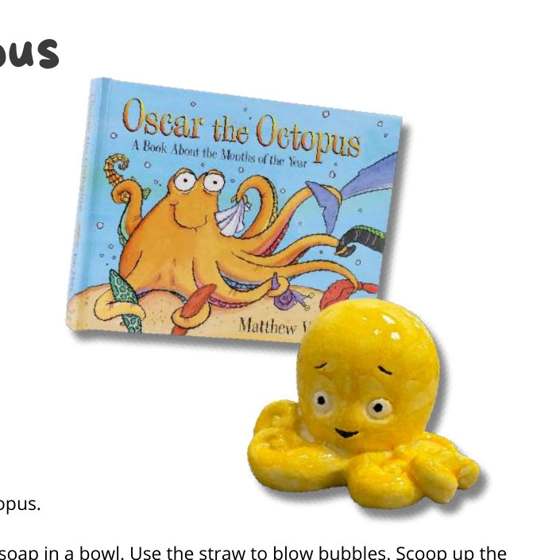 ous
Oscar the Octopus
A Book About the Months of the Year
Matthew
opus.
soap in a bowl. Use the straw to blow bubbles. Scoop up the